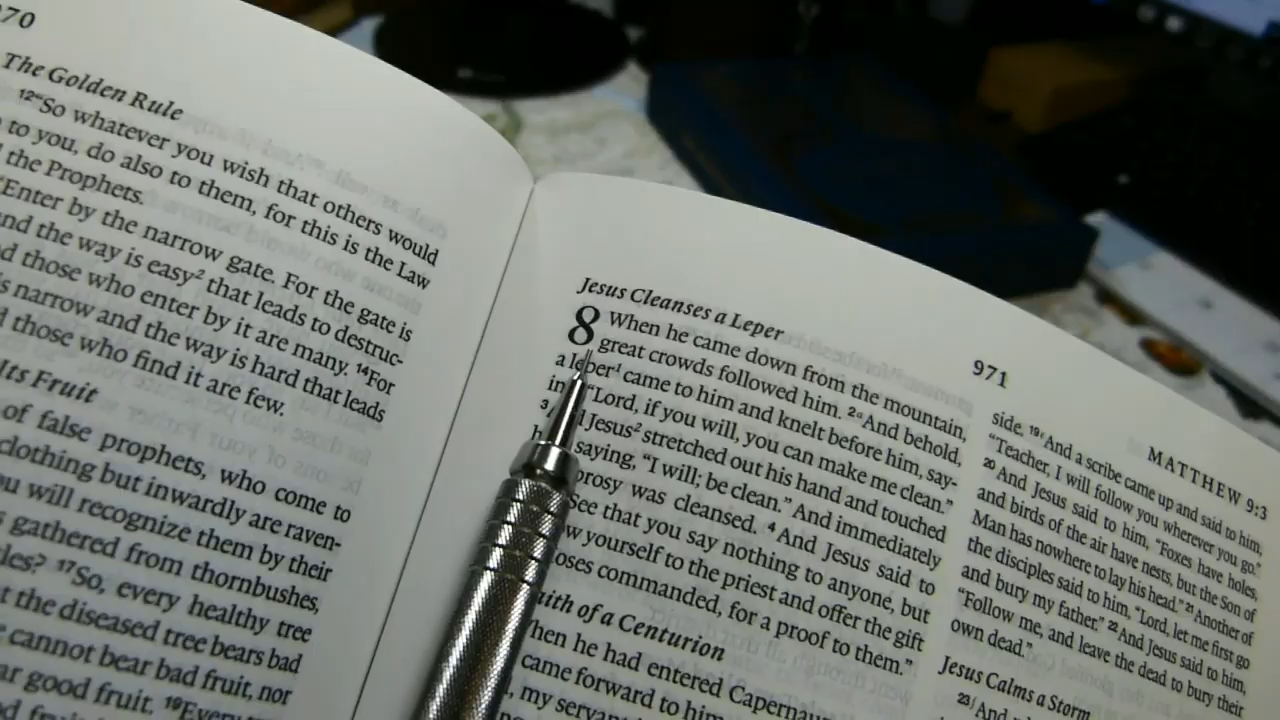 970
The Golden Rule
12"So whatever you wish that others would
to you, do also to them, for this is the Law
the Prophets.
"Enter by the narrow gate. For the gate is
and the way is easy2 that leads to destruc-
those who enter by it are many. 14For
is narrow and the way is hard that leads
those who find it are few.
Its Fruit
of false prophets, who come to
clothing but inwardly are raven-
will recognize them by their
gathered from thornbushes,
17So, every healthy tree
the diseased tree bears bad
cannot bear bad fruit, nor
good fruit. 19Every
971
MATTHEW 9:3
Jesus Cleanses a Leper
8 When he came down from the mountain,
great crowds followed him. 2aAnd behold,
a leper1 came to him and knelt before him, say-
"Lord, if you will, you can make me clean."
3 Jesus2 stretched out his hand and touched
saying, "I will; be clean." And immediately
was cleansed. 4 And Jesus said to
See that you say nothing to anyone, but
yourself to the priest and offer the gift
commanded, for a proof to them."
of a Centurion
he had entered
came forward to him
my
side. 19And a scribe came up and said to him,
"Teacher, I will follow you wherever you go."
20 And Jesus said to him, "Foxes have holes,
and birds of the air have nests, but the Son of
Man has nowhere to lay his head." 21 Another of
the disciples said to him, "Lord, let me first go
and bury my father." 22 And Jesus said to him,
"Follow me, and leave the dead to bury their
own dead."
Jesus Calms a Storm
23 And